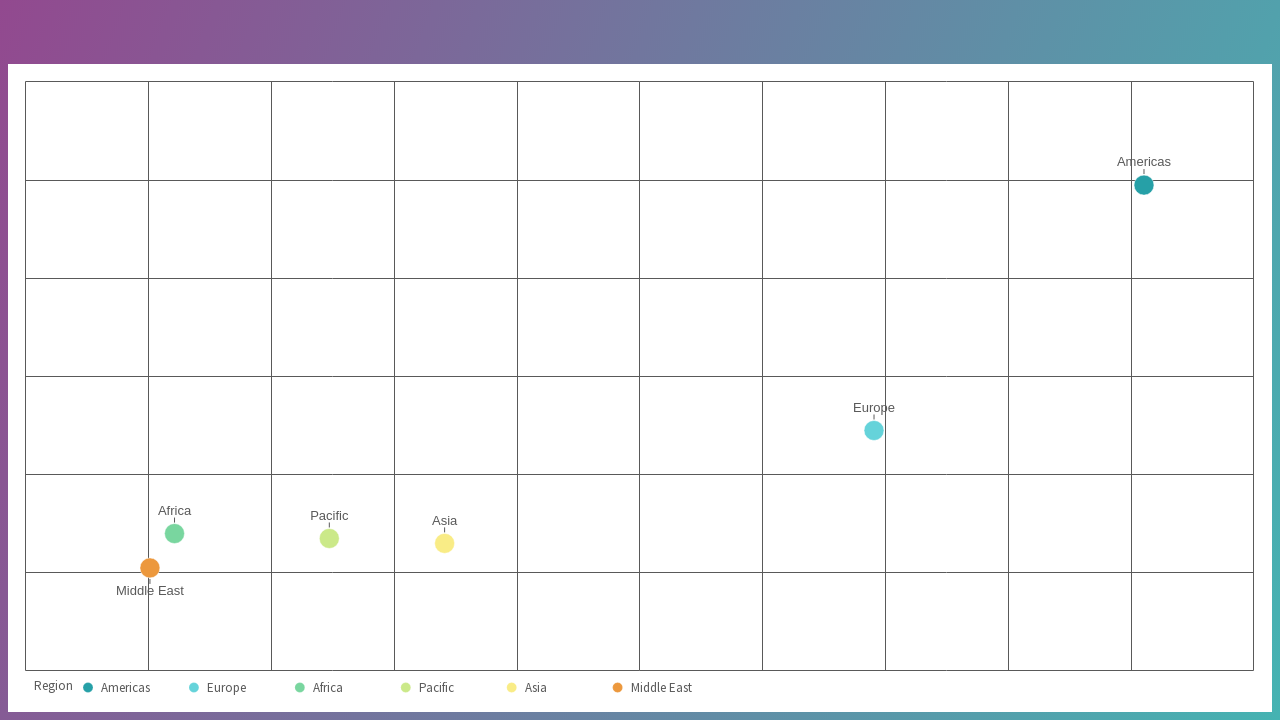 Americas
Europe
Africa
Pacific
Asia
Middle East
Region Americas Europe Africa Pacific Asia Middle East